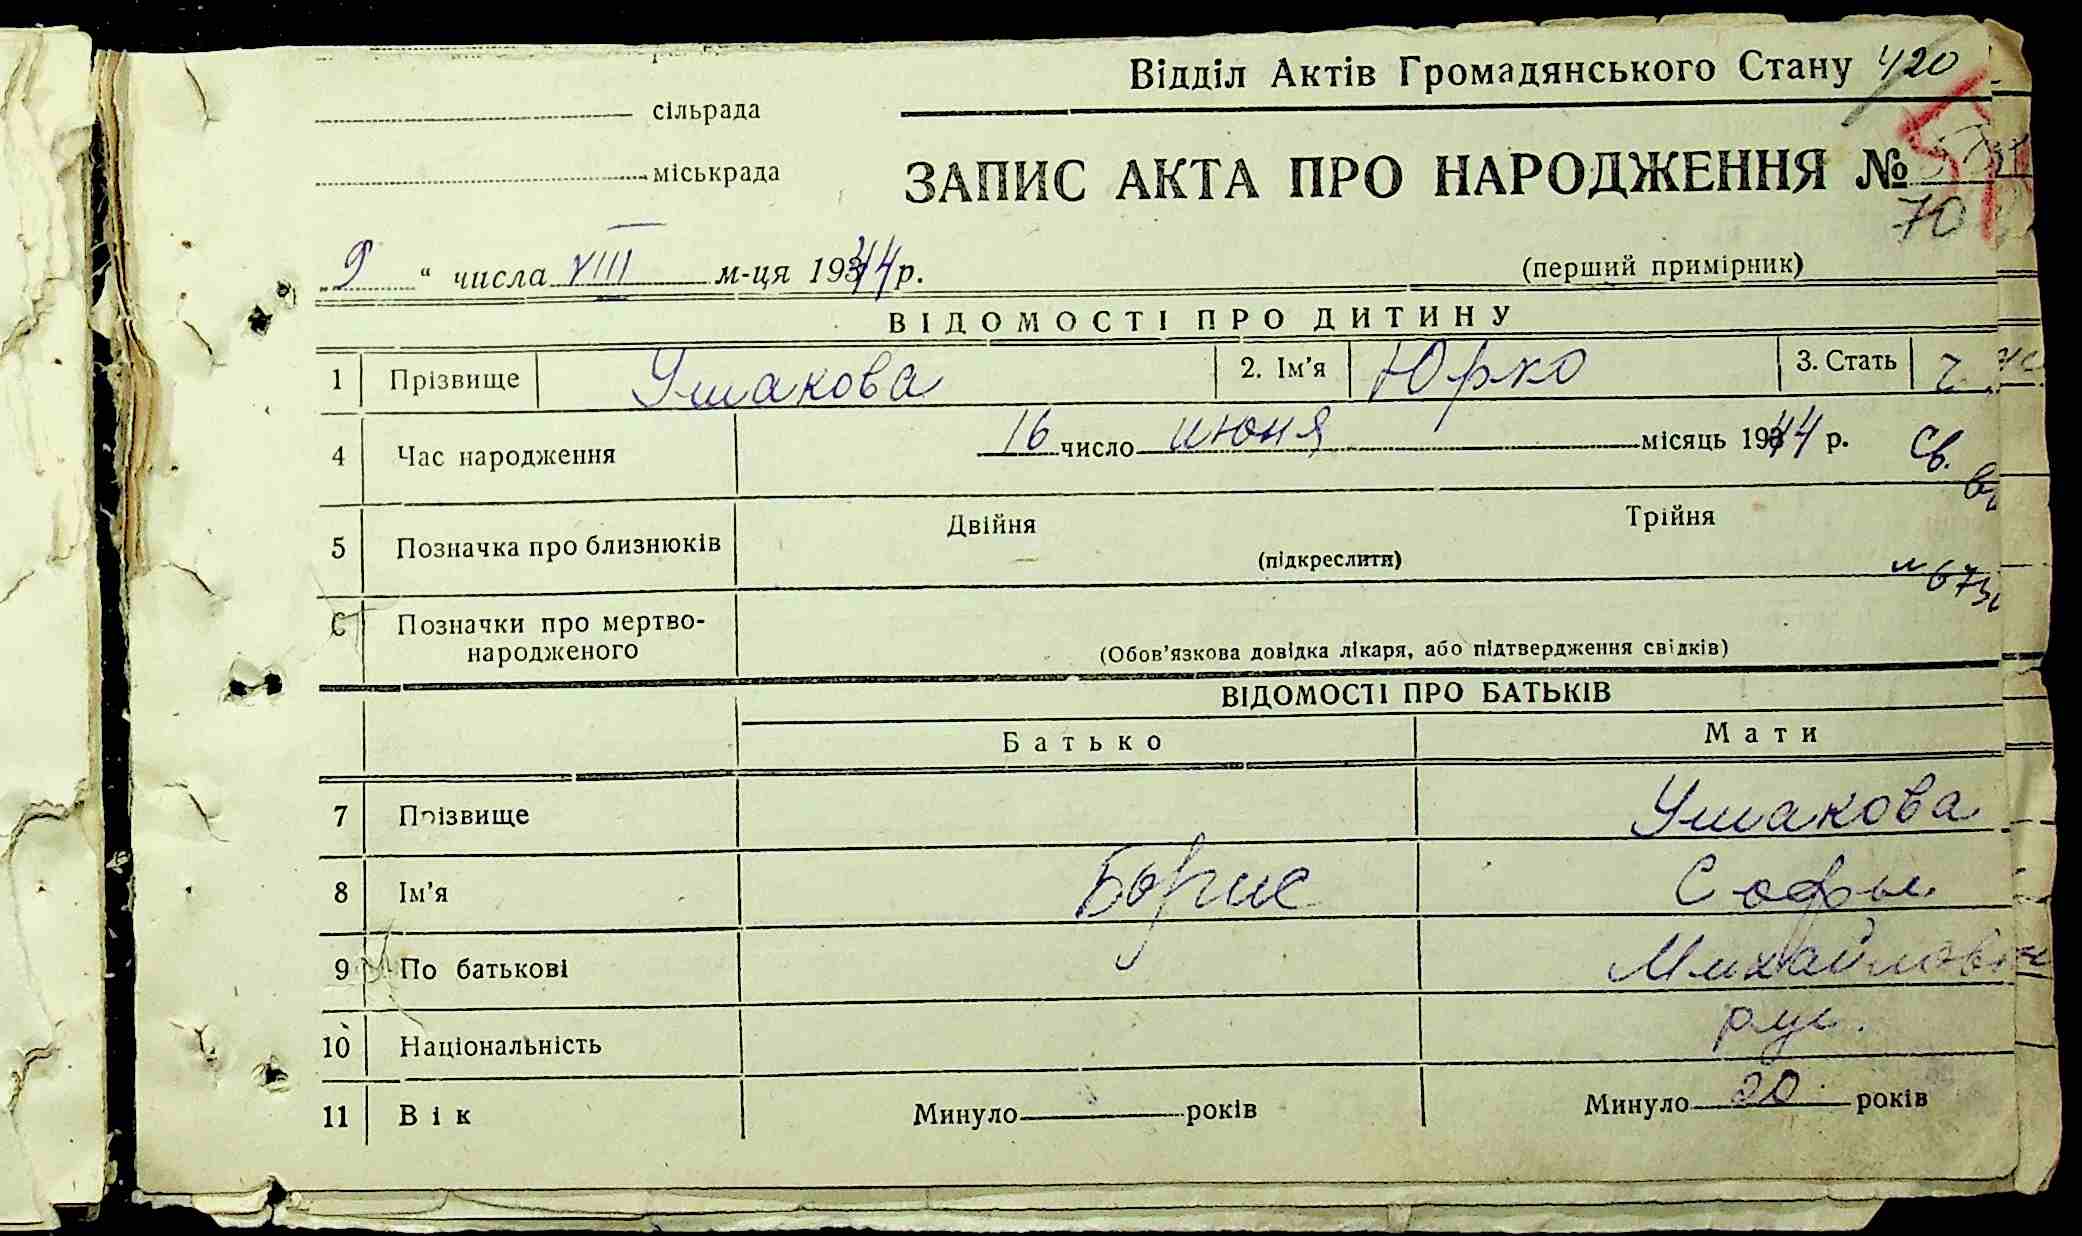 Відділ Актів Громадянського Стану 420
сільрада
ЗАПИС АКТА ПРО НАРОДЖЕННЯ №
міськрада
70
„ 9 “ числа VIII м-ця 1944 р.
(перший примірник)
ВІДОМОСТІ ПРО ДИТИНУ
1 Прізвище Ушакова 2. Ім'я Юрко 3. Стать ч
4 Час народження 16 число июня місяць 1944 р. Св.
5 Позначка про близнюків Двійня Трійня
(підкреслити)
6 Позначки про мертво-
народженого
(Обов'язкова довідка лікаря, або підтвердження свідків)
ВІДОМОСТІ ПРО БАТЬКІВ
Батько Мати
7 Прізвище Ушакова
8 Ім'я Борис Софья
9 По батькові Михайловн
10 Національність рус.
11 Вік Минуло років Минуло 20 років